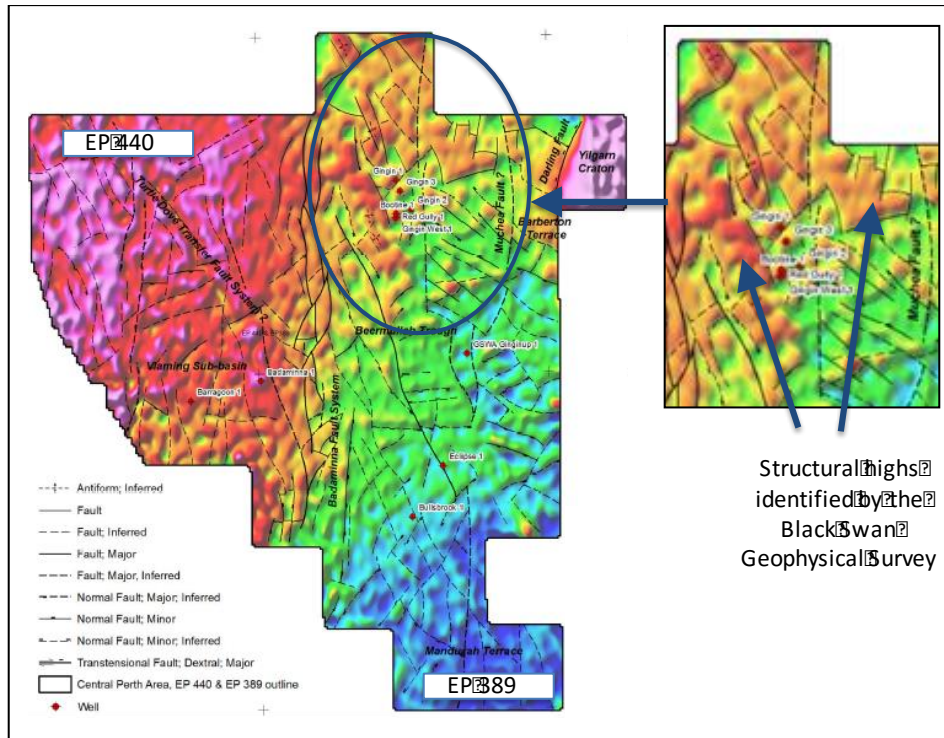 EP 440
Turtle Dove Transfer Fault System ?
Gingin 1
Gingin 3
Bootine 1
Gingin 2
Red Gully 1
Gingin West 1
Muchea Fault ?
Darling Fault
Yilgarn
Craton
Barberton
Terrace
Beermullah Trough
GSWA Gingilup 1
Vlaming Sub-basin
Badaminna 1
Barragoon 1
Badaminna Fault System
Eclipse 1
Bullsbrook 1
Mandurah Terrace
EP 389
Antiform; Inferred
Fault
Fault; Inferred
Fault; Major
Fault; Major, Inferred
Normal Fault; Major; Inferred
Normal Fault; Minor
Normal Fault; Minor; Inferred
Transtensional Fault; Dextral; Major
Central Perth Area, EP 440 & EP 389 outline
Well
Gingin 1
Gingin 3
Bootine 1
Gingin 2
Red Gully 1
Gingin West 1
Muchea Fault ?
Structural highs
identified by the
Black Swan
Geophysical Survey